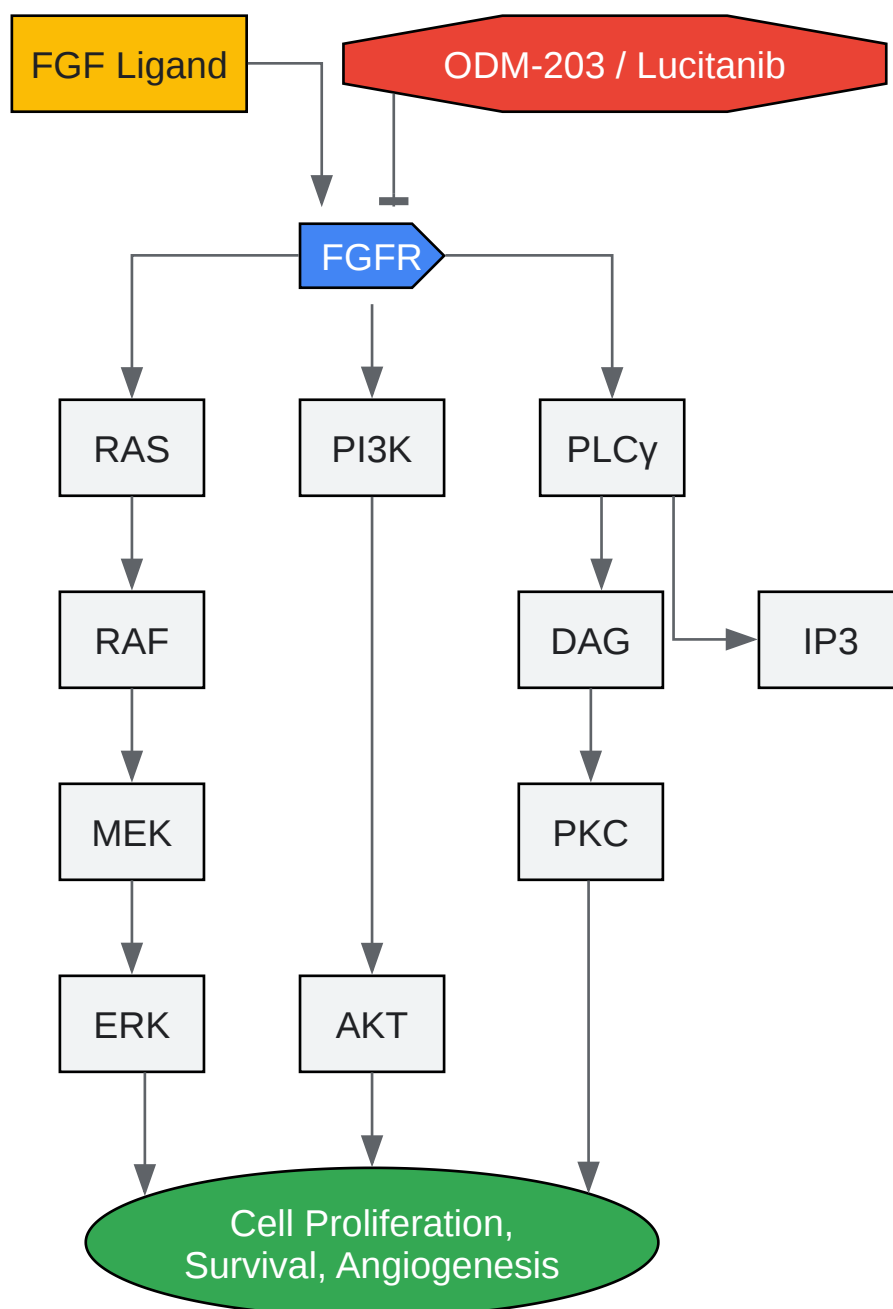 FGF Ligand
ODM-203 / Lucitanib
FGFR
RAS
PI3K
PLCγ
RAF
DAG
IP3
MEK
PKC
ERK
AKT
Cell Proliferation,
Survival, Angiogenesis